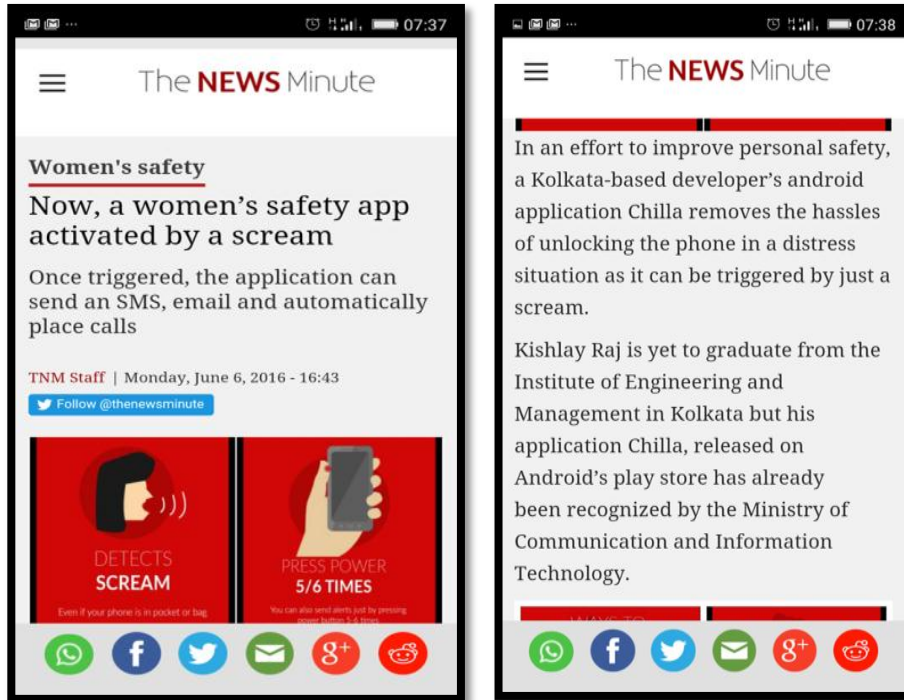 07:37
The NEWS Minute
Women's safety
Now, a women's safety app
activated by a scream
Once triggered, the application can
send an SMS, email and automatically
place calls
TNM Staff | Monday, June 6, 2016 - 16:43
Follow @thenewsminute
DETECTS
SCREAM
Even if your phone is in pocket or bag
PRESS POWER
5/6 TIMES
You can also send alerts just by pressing
power button 5-6 times
f
8+
07:38
The NEWS Minute
In an effort to improve personal safety,
a Kolkata-based developer's android
application Chilla removes the hassles
of unlocking the phone in a distress
situation as it can be triggered by just a
scream.
Kishlay Raj is yet to graduate from the
Institute of Engineering and
Management in Kolkata but his
application Chilla, released on
Android's play store has already
been recognized by the Ministry of
Communication and Information
Technology.
WAYS TO
f
8+